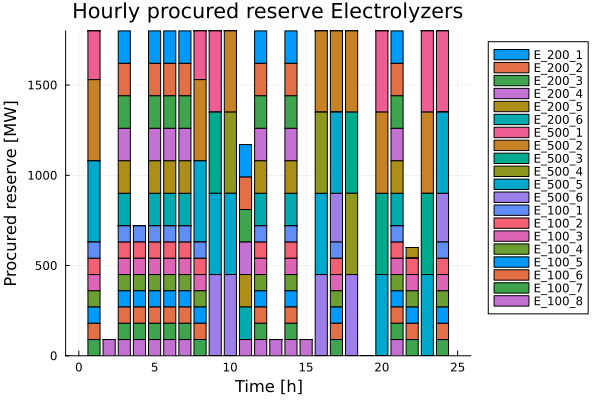 Hourly procured reserve Electrolyzers
Procured reserve [MW]
1500
1000
500
0
0 5 10 15 20 25
Time [h]
E_200_1
E_200_2
E_200_3
E_200_4
E_200_5
E_200_6
E_500_1
E_500_2
E_500_3
E_500_4
E_500_5
E_500_6
E_100_1
E_100_2
E_100_3
E_100_4
E_100_5
E_100_6
E_100_7
E_100_8